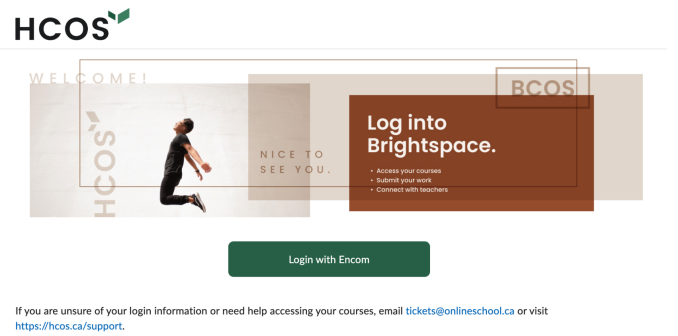 HCOS
WELCOME!
BCOS
HCOS
Log into
Brightspace.
NICE TO
SEE YOU.
• Access your courses
• Submit your work
• Connect with teachers
Login with Encom
If you are unsure of your login information or need help accessing your courses, email tickets@onlineschool.ca or visit
https://hcos.ca/support.